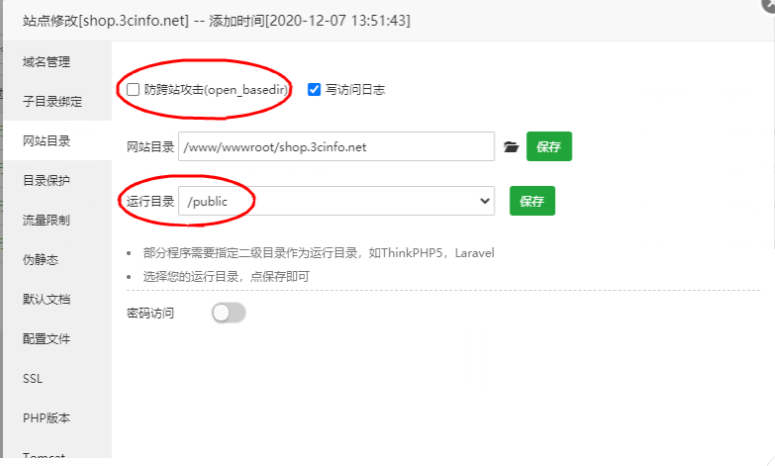 站点修改[shop.3cinfo.net] -- 添加时间[2020-12-07 13:51:43]
域名管理
子目录绑定
网站目录
目录保护
流量限制
伪静态
默认文档
配置文件
SSL
PHP版本
Tomcat
防跨站攻击(open_basedir) 写访问日志
网站目录 /www/wwwroot/shop.3cinfo.net 保存
运行目录 /public 保存
部分程序需要指定二级目录作为运行目录，如ThinkPHP5，Laravel
选择您的运行目录，点保存即可
密码访问